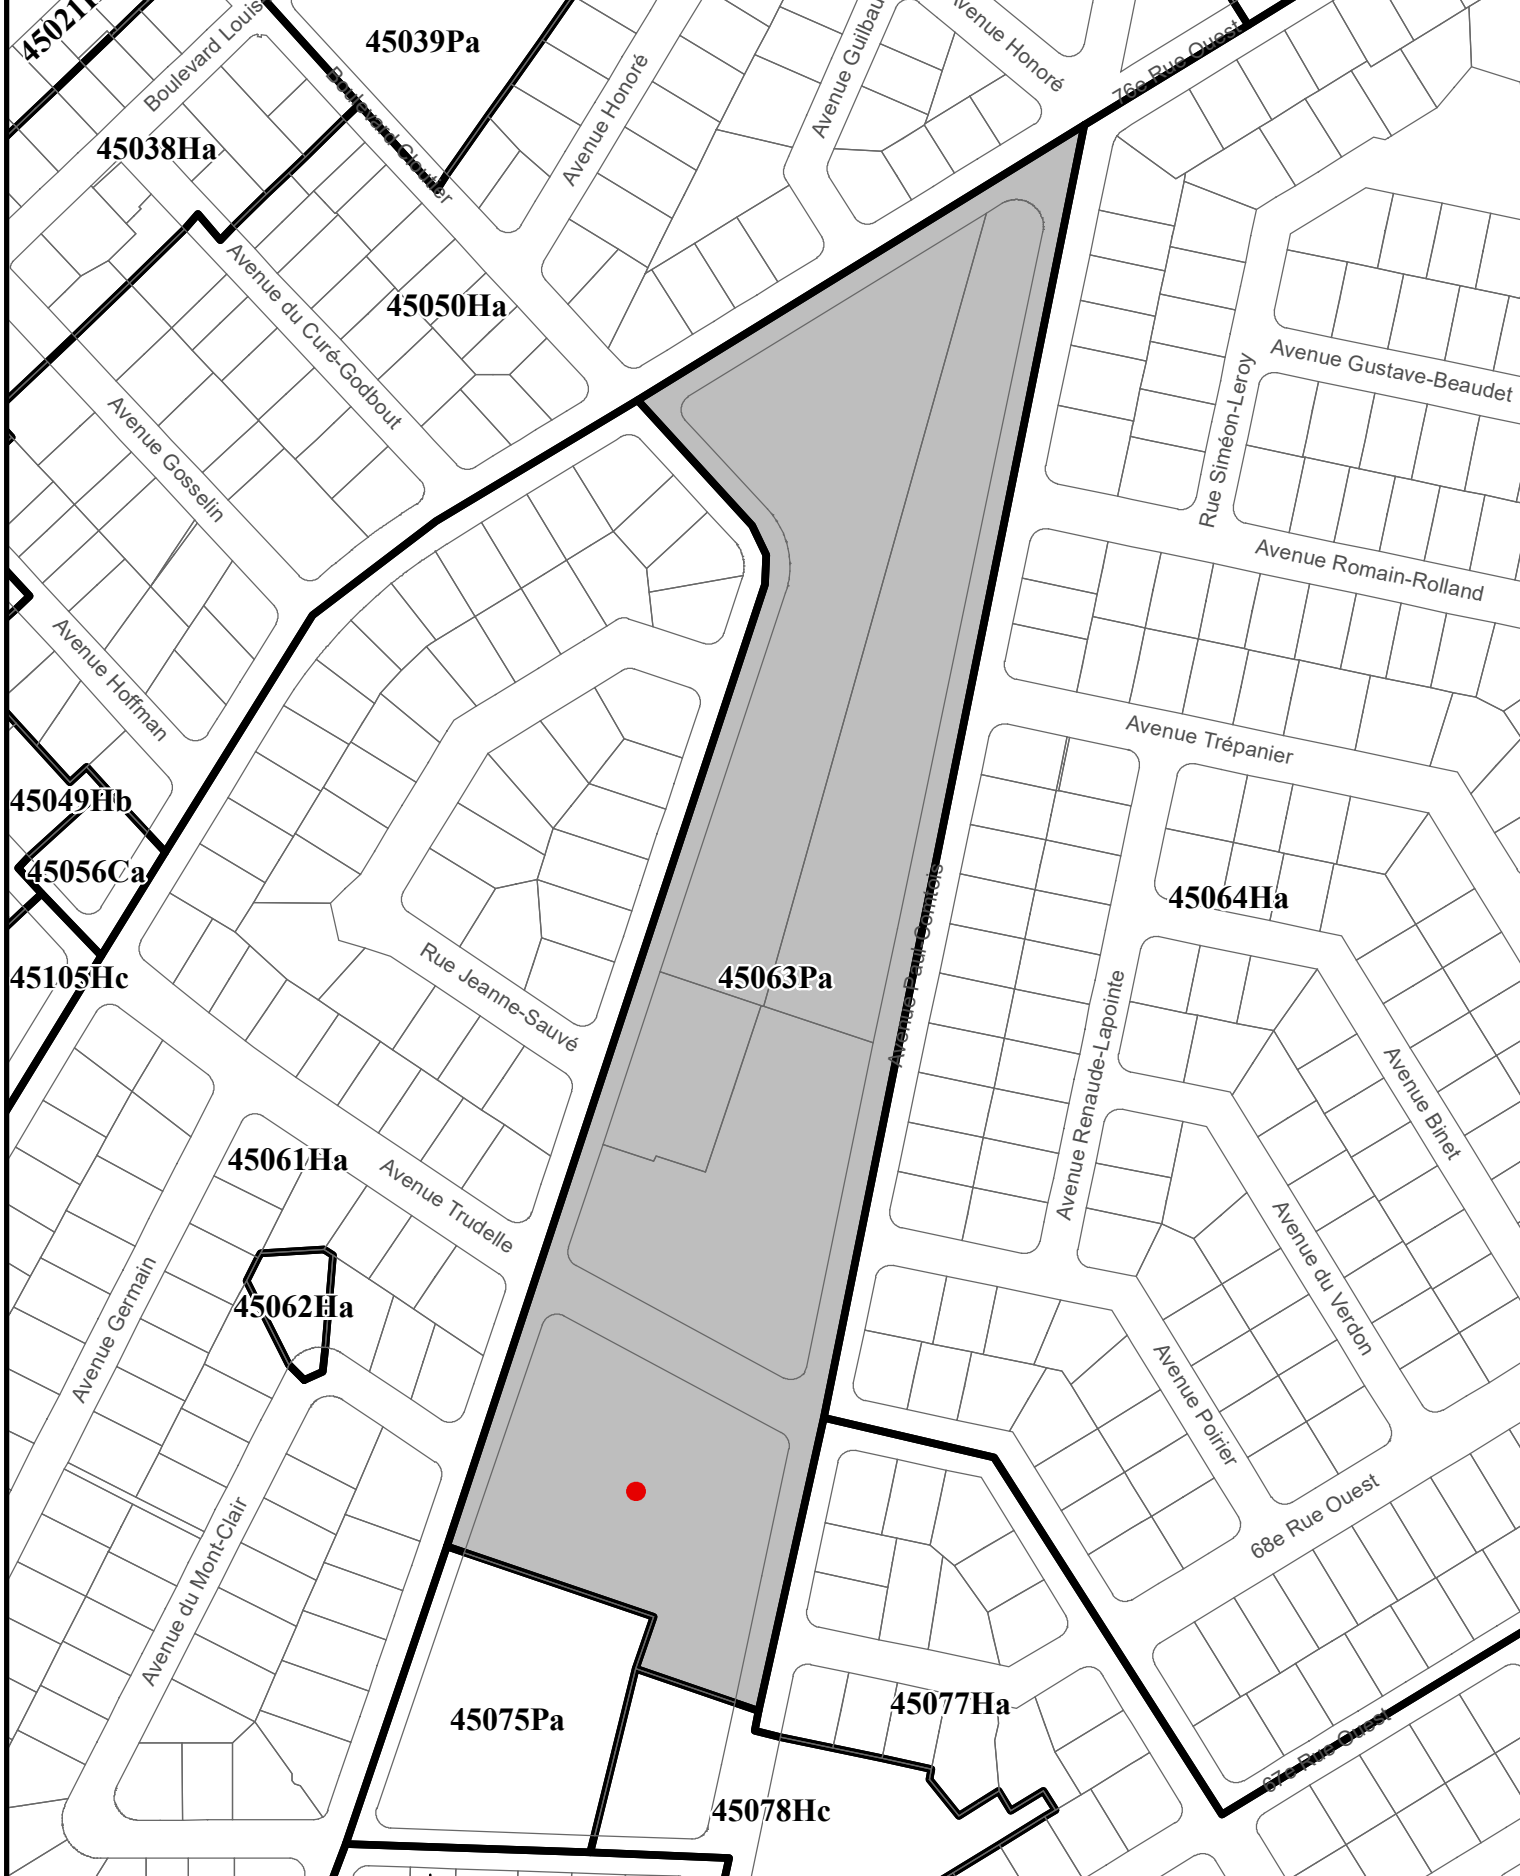 45039Pa
Boulevard Louis
Boulevard Cloutier
Avenue Honoré
Avenue Honoré
76e Rue Ouest
45038Ha
45050Ha
Avenue du Curé-Godbout
Avenue Gosselin
Avenue Gustave-Beaudet
Rue Siméon-Leroy
Avenue Romain-Rolland
Avenue Hoffman
Avenue Trépanier
45049Hb
45056Ca
45064Ha
45105Hc
45063Pa
Avenue Paul-Comtois
Rue Jeanne-Sauvé
Avenue Renaude-Lapointe
Avenue Binet
45061Ha
Avenue Trudelle
Avenue du Verdon
45062Ha
Avenue Germain
Avenue Poirier
68e Rue Ouest
Avenue du Mont-Clair
45075Pa
45077Ha
67e Rue Ouest
45078Hc